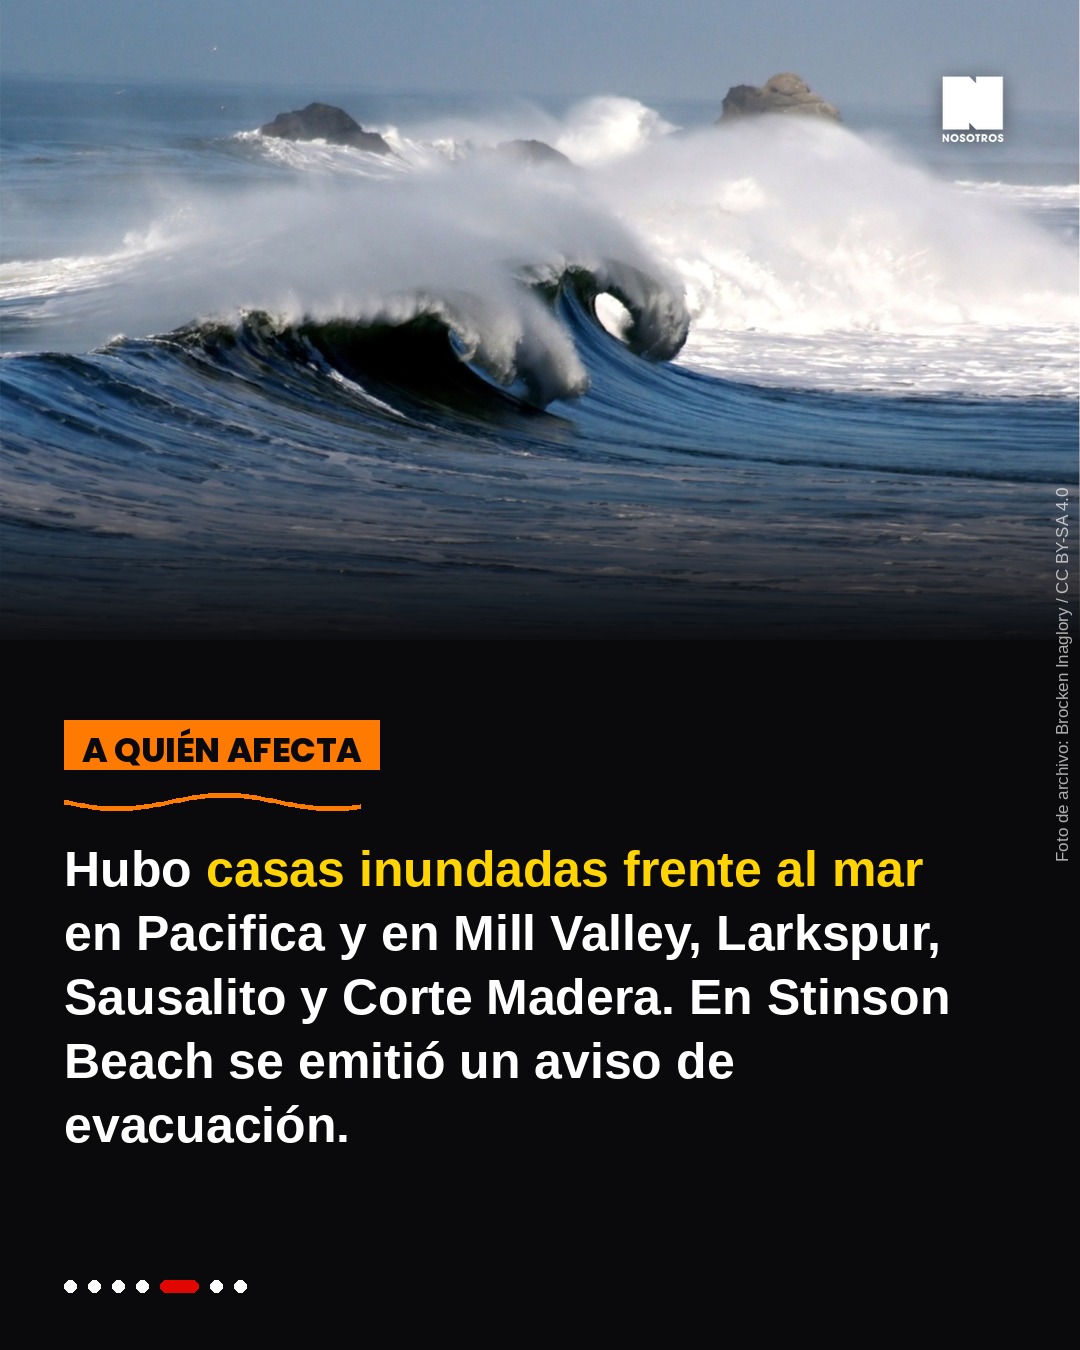 NOSOTROS
Foto de archivo: Brocken Inaglory / CC BY-SA 4.0
A QUIÉN AFECTA
Hubo casas inundadas frente al mar
en Pacifica y en Mill Valley, Larkspur,
Sausalito y Corte Madera. En Stinson
Beach se emitió un aviso de
evacuación.